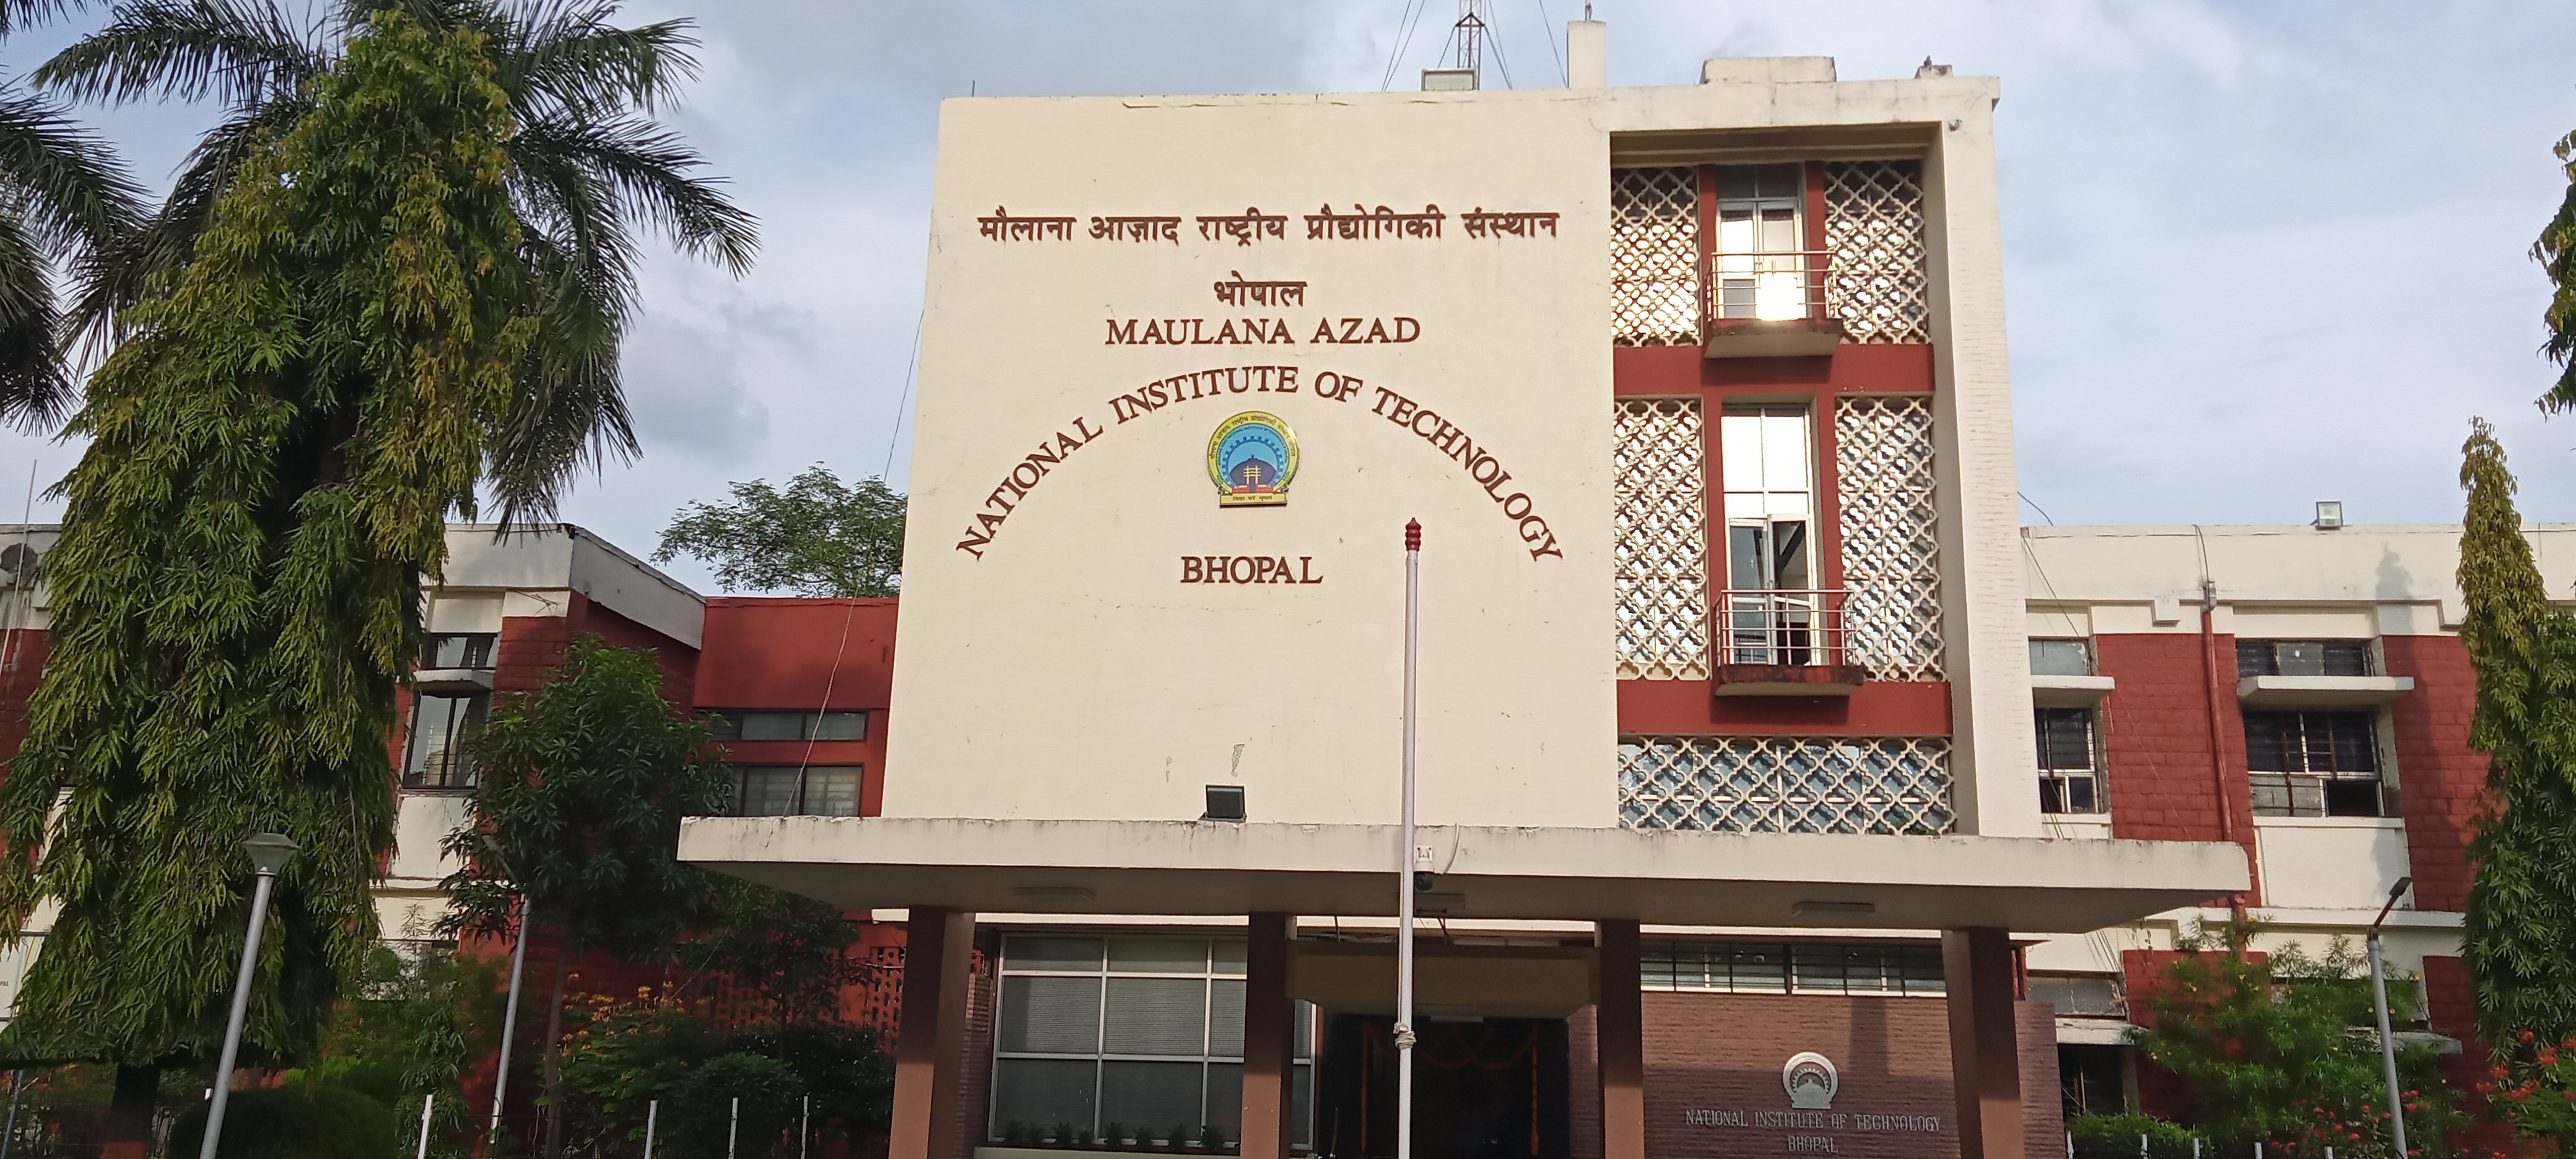 मौलाना आज़ाद राष्ट्रीय प्रौद्योगिकी संस्थान
भोपाल
MAULANA AZAD
NATIONAL INSTITUTE OF TECHNOLOGY
BHOPAL
NATIONAL INSTITUTE OF TECHNOLOGY
BHOPAL